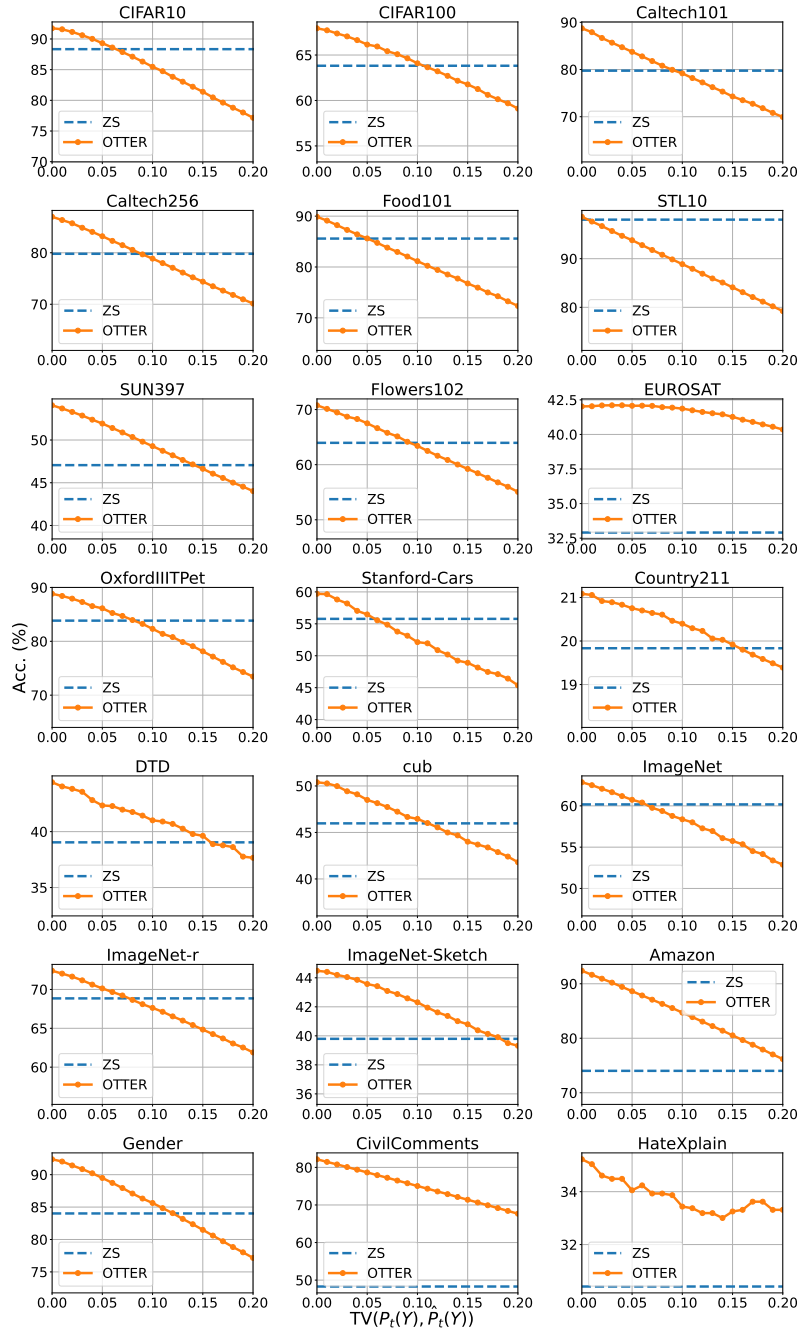 CIFAR10
CIFAR100
Caltech101
90
85
80
75
70
65
60
55
90
80
70
ZS
OTTER
ZS
OTTER
ZS
OTTER
0.00 0.05 0.10 0.15 0.20
0.00 0.05 0.10 0.15 0.20
0.00 0.05 0.10 0.15 0.20
Caltech256
Food101
STL10
80
70
90
80
70
90
80
ZS
OTTER
ZS
OTTER
ZS
OTTER
0.00 0.05 0.10 0.15 0.20
0.00 0.05 0.10 0.15 0.20
0.00 0.05 0.10 0.15 0.20
SUN397
Flowers102
EUROSAT
50
45
40
70
60
50
42.5
40.0
37.5
35.0
32.5
ZS
OTTER
ZS
OTTER
ZS
OTTER
0.00 0.05 0.10 0.15 0.20
0.00 0.05 0.10 0.15 0.20
0.00 0.05 0.10 0.15 0.20
OxfordIIITPet
Stanford-Cars
Country211
Acc. (%)
90
80
70
60
55
50
45
40
21
20
19
ZS
OTTER
ZS
OTTER
ZS
OTTER
0.00 0.05 0.10 0.15 0.20
0.00 0.05 0.10 0.15 0.20
0.00 0.05 0.10 0.15 0.20
DTD
cub
ImageNet
40
35
50
45
40
60
55
50
ZS
OTTER
ZS
OTTER
ZS
OTTER
0.00 0.05 0.10 0.15 0.20
0.00 0.05 0.10 0.15 0.20
0.00 0.05 0.10 0.15 0.20
ImageNet-r
ImageNet-Sketch
Amazon
70
65
60
44
42
40
38
36
90
80
70
ZS
OTTER
ZS
OTTER
ZS
OTTER
0.00 0.05 0.10 0.15 0.20
0.00 0.05 0.10 0.15 0.20
0.00 0.05 0.10 0.15 0.20
Gender
CivilComments
HateXplain
90
85
80
75
80
70
60
50
34
32
ZS
OTTER
ZS
OTTER
ZS
OTTER
0.00 0.05 0.10 0.15 0.20
0.00 0.05 0.10 0.15 0.20
0.00 0.05 0.10 0.15 0.20
TV(P_t(Y), P̂_t(Y))